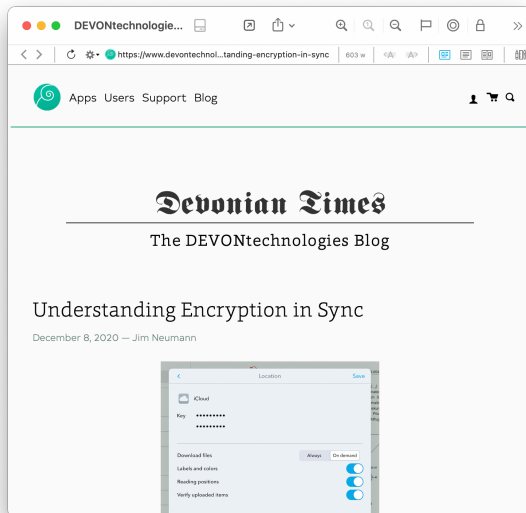 DEVONtechnologie...
https://www.devontechnol...tanding-encryption-in-sync 603 w <A> <A>
Apps Users Support Blog
Devonian Times
The DEVONtechnologies Blog
Understanding Encryption in Sync
December 8, 2020 — Jim Neumann
Location Save
iCloud
Key •••••••••
•••••••••
Download files Always On demand
Labels and colors
Reading positions
Verify uploaded items